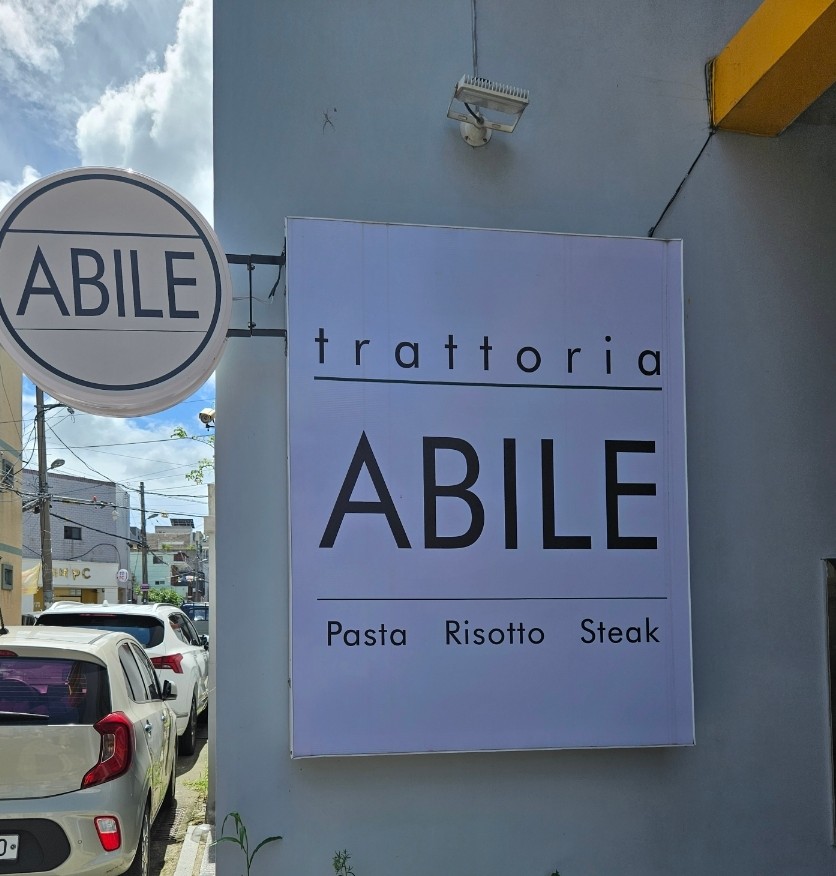 ABILE
trattoria
ABILE
Pasta Risotto Steak